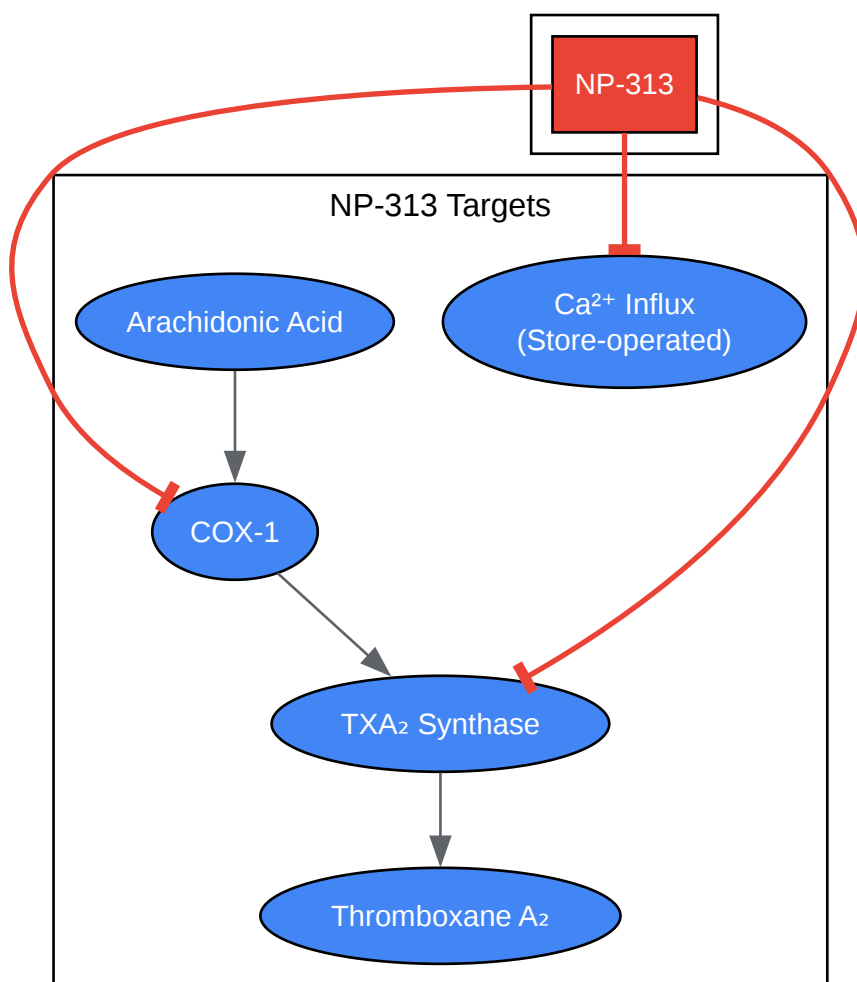 NP-313
NP-313 Targets
Arachidonic Acid
Ca²⁺ Influx
(Store-operated)
COX-1
TXA₂ Synthase
Thromboxane A₂